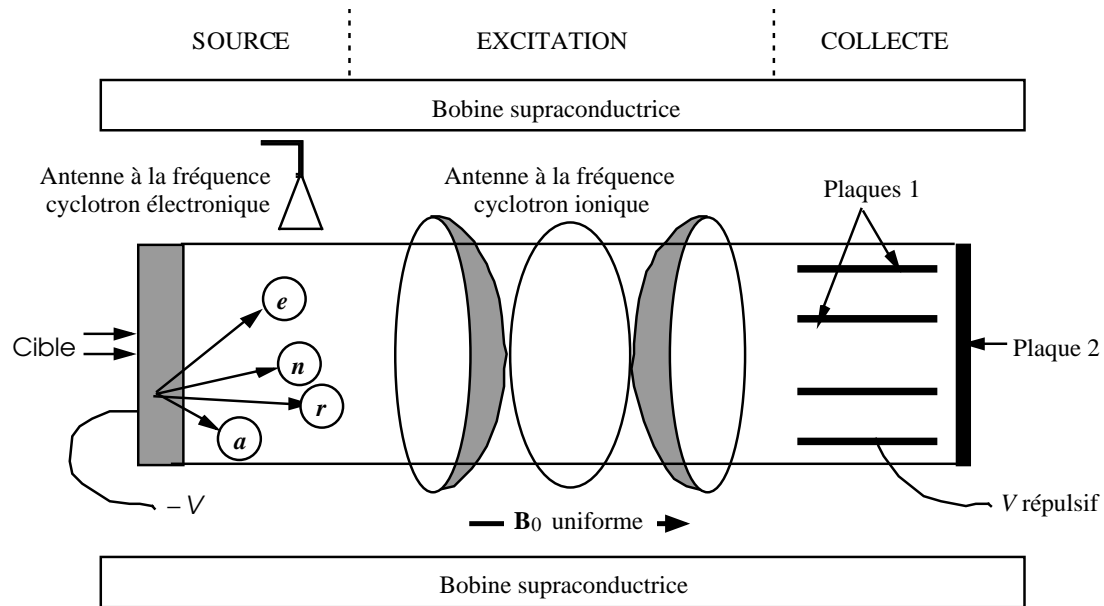 SOURCE
EXCITATION
COLLECTE
Bobine supraconductrice
Antenne à la fréquence
cyclotron électronique
Antenne à la fréquence
cyclotron ionique
Plaques 1
e
n
r
a
Cible
Plaque 2
– V
V répulsif
B0 uniforme
Bobine supraconductrice